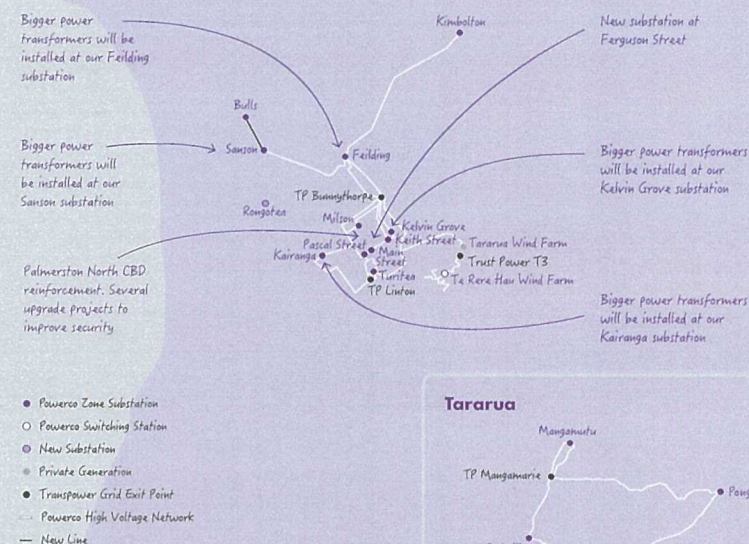 Bigger power
transformers will be
installed at our Feilding
substation
Kimbolton
New substation at
Ferguson Street
Bulls
Bigger power
transformers will
be installed at our
Sanson substation
Sanson
Feilding
Bigger power transformers
will be installed at our
Kelvin Grove substation
TP Bunnythorpe
Rongotea
Milson
Kelvin Grove
Keith Street
Pascal Street
Main
Street
Kairanga
Tararua Wind Farm
Trust Power T3
Turitea
Te Rere Hau Wind Farm
TP Linton
Palmerston North CBD
reinforcement. Several
upgrade projects to
improve security
Bigger power transformers
will be installed at our
Kairanga substation
Powerco Zone Substation
Powerco Switching Station
New Substation
Private Generation
Transpower Grid Exit Point
Powerco High Voltage Network
New Line
Tararua
Mangamutu
TP Mangamarie
Pong